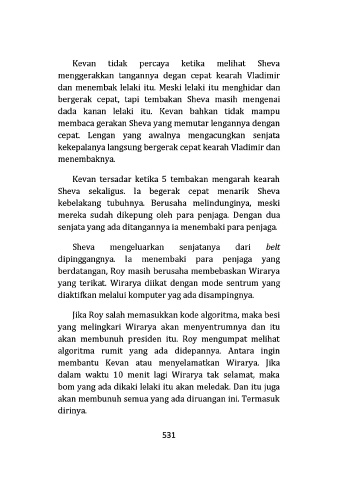 Kevan tidak percaya ketika melihat Sheva
menggerakkan tangannya degan cepat kearah Vladimir
dan menembak lelaki itu. Meski lelaki itu menghidar dan
bergerak cepat, tapi tembakan Sheva masih mengenai
dada kanan lelaki itu. Kevan bahkan tidak mampu
membaca gerakan Sheva yang memutar lengannya dengan
cepat. Lengan yang awalnya mengacungkan senjata
kekepalanya langsung bergerak cepat kearah Vladimir dan
menembaknya.
Kevan tersadar ketika 5 tembakan mengarah kearah
Sheva sekaligus. Ia begerak cepat menarik Sheva
kebelakang tubuhnya. Berusaha melindunginya, meski
mereka sudah dikepung oleh para penjaga. Dengan dua
senjata yang ada ditangannya ia menembaki para penjaga.
Sheva mengeluarkan senjatanya dari belt
dipinggangnya. Ia menembaki para penjaga yang
berdatangan, Roy masih berusaha membebaskan Wirarya
yang terikat. Wirarya diikat dengan mode sentrum yang
diaktifkan melalui komputer yag ada disampingnya.
Jika Roy salah memasukkan kode algoritma, maka besi
yang melingkari Wirarya akan menyentrumnya dan itu
akan membunuh presiden itu. Roy mengumpat melihat
algoritma rumit yang ada didepannya. Antara ingin
membantu Kevan atau menyelamatkan Wirarya. Jika
dalam waktu 10 menit lagi Wirarya tak selamat, maka
bom yang ada dikaki lelaki itu akan meledak. Dan itu juga
akan membunuh semua yang ada diruangan ini. Termasuk
dirinya.
531